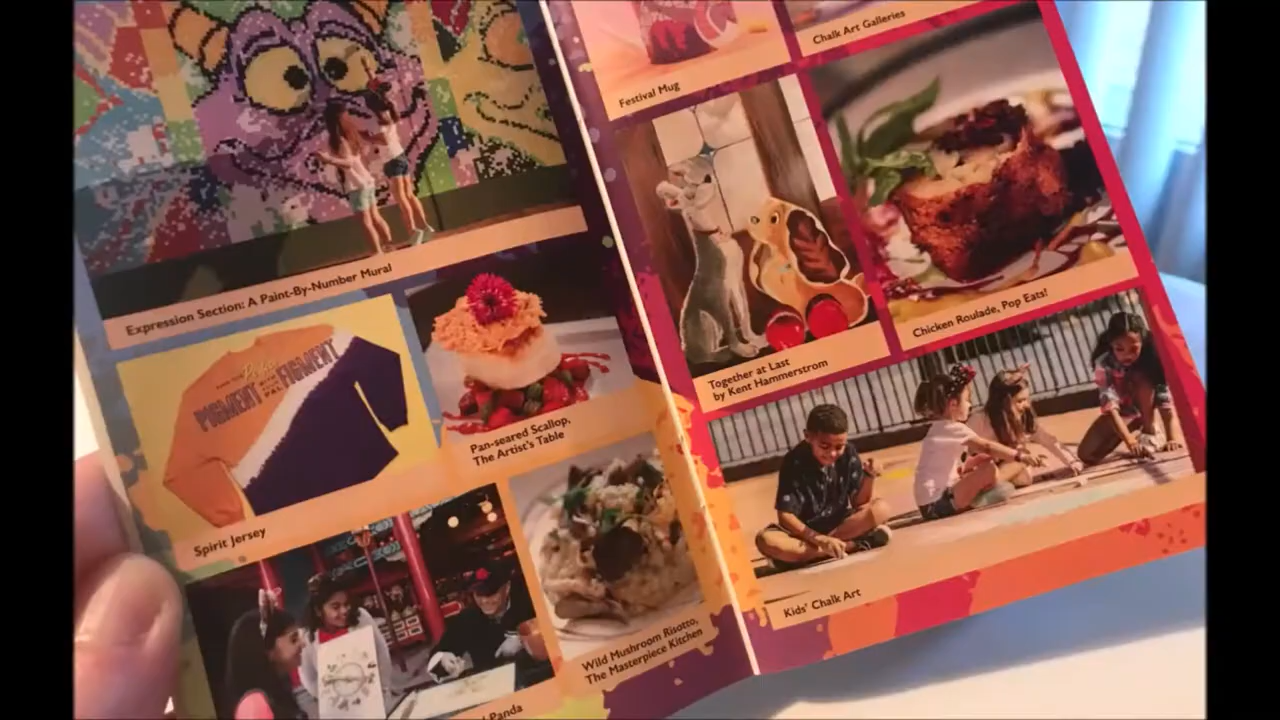 Expression Section: A Paint-By-Number Mural
PIGMENT
FIGMENT
Spirit Jersey
Pan-seared Scallop,
The Artist's Table
Wild Mushroom Risotto,
The Masterpiece Kitchen
Panda
Festival Mug
Chalk Art Galleries
Together at Last
by Kent Hammerstrom
Chicken Roulade, Pop Eats!
Kids' Chalk Art